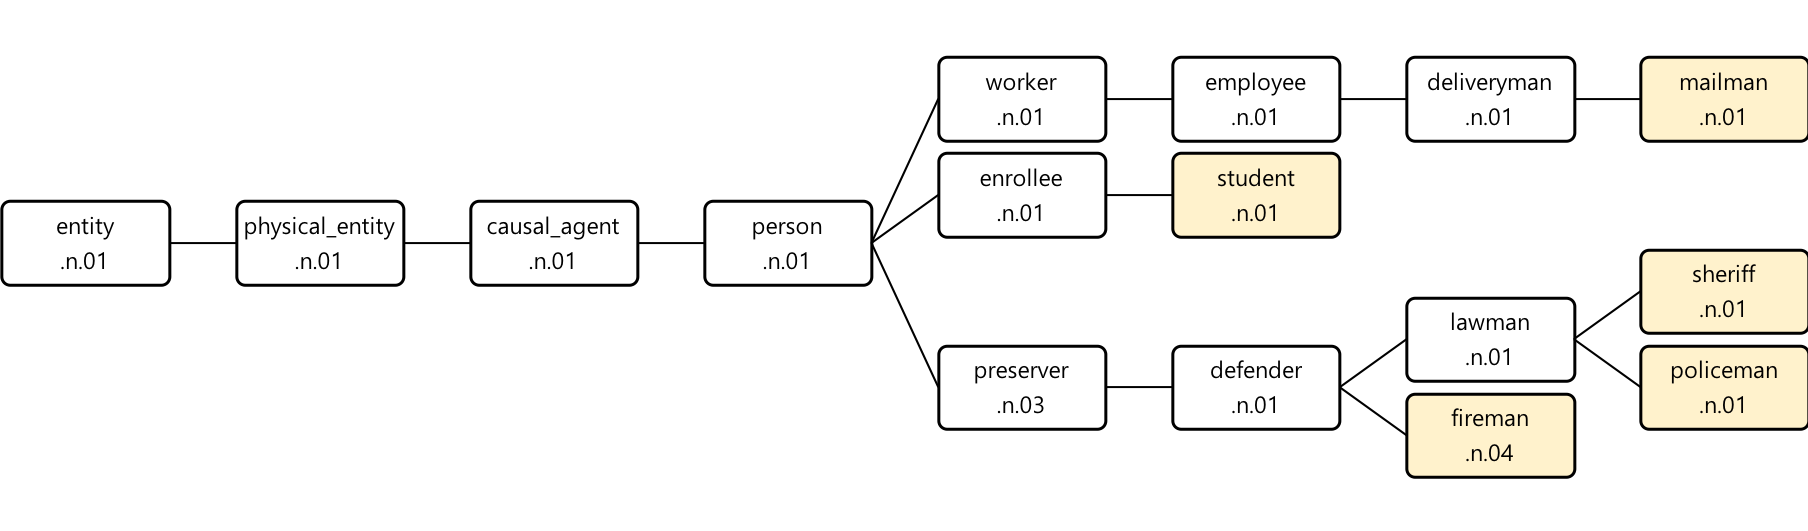 entity
.n.01
physical_entity
.n.01
causal_agent
.n.01
person
.n.01
worker
.n.01
employee
.n.01
deliveryman
.n.01
mailman
.n.01
enrollee
.n.01
student
.n.01
preserver
.n.03
defender
.n.01
lawman
.n.01
sheriff
.n.01
policeman
.n.01
fireman
.n.04